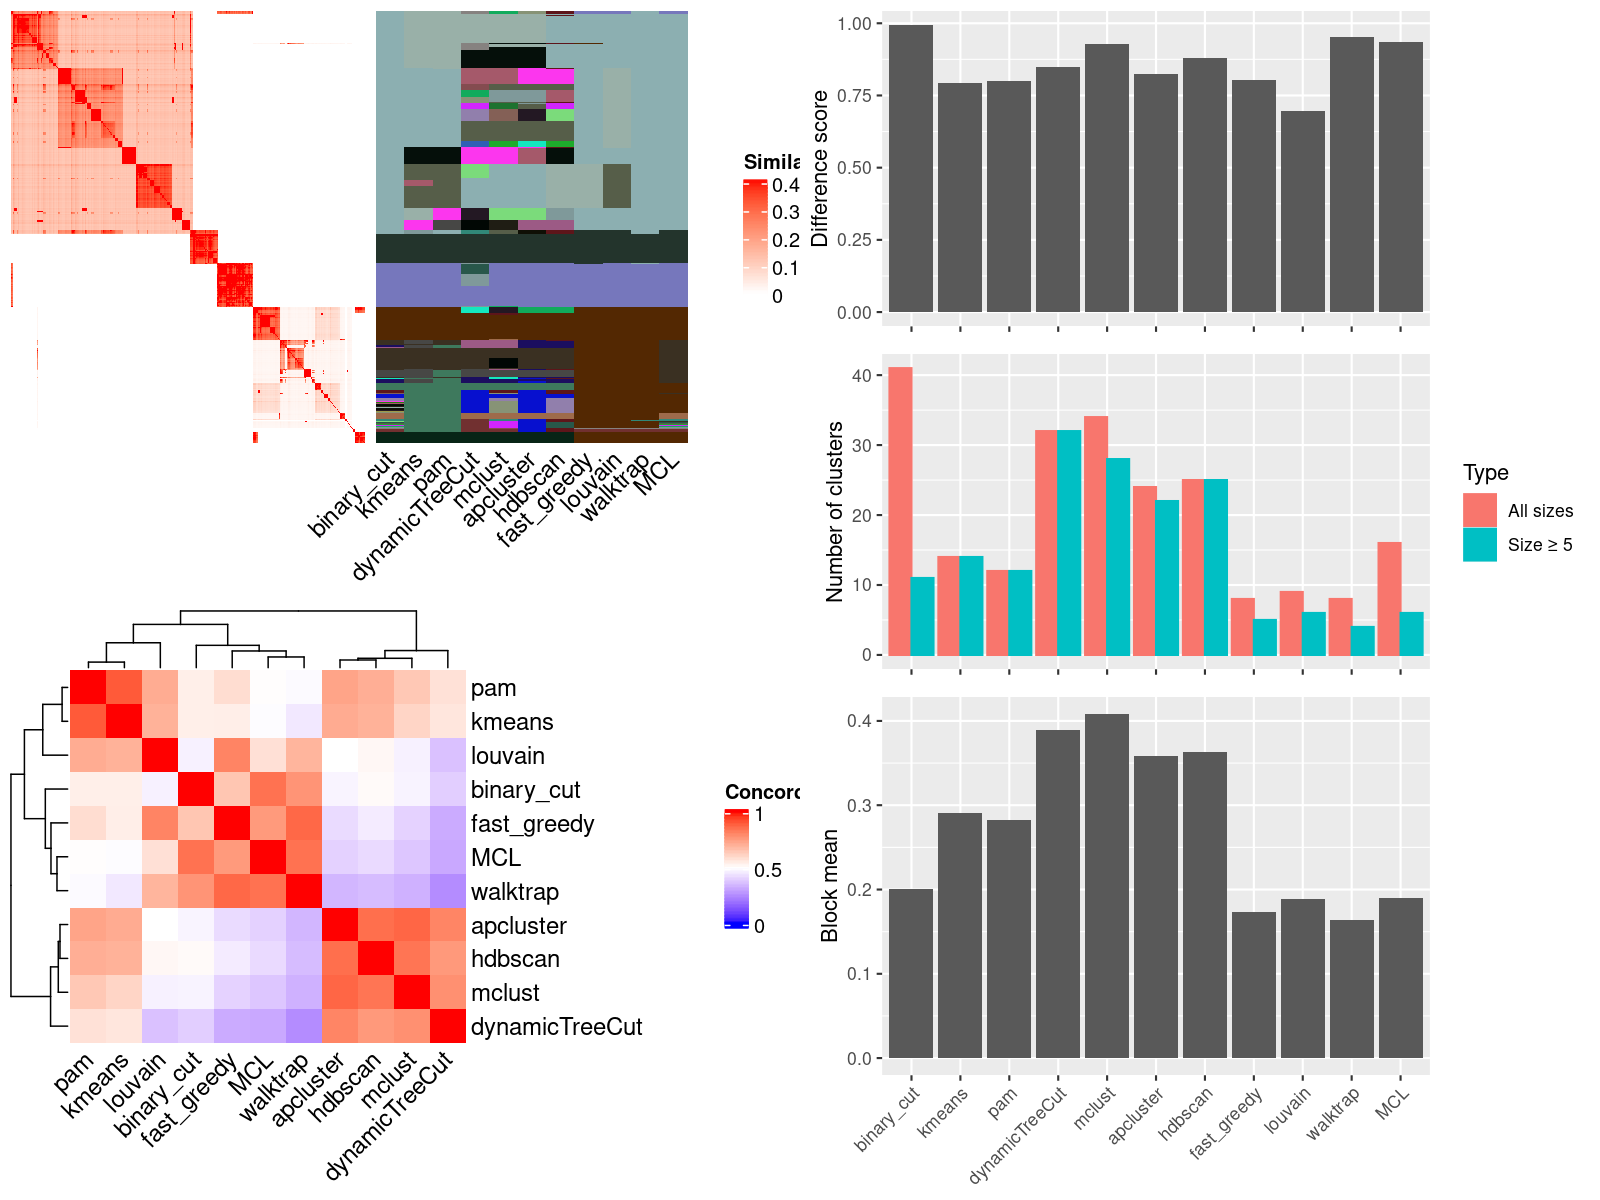 Simila
0.4
0.3
0.2
0.1
0
binary_cut
kmeans
pam
dynamicTreeCut
mclust
apcluster
hdbscan
fast_greedy
louvain
walktrap
MCL
pam
kmeans
louvain
binary_cut
fast_greedy
MCL
walktrap
apcluster
hdbscan
mclust
dynamicTreeCut
pam
kmeans
louvain
binary_cut
fast_greedy
MCL
walktrap
apcluster
hdbscan
mclust
dynamicTreeCut
Concord
1
0.5
0
Difference score
1.00
0.75
0.50
0.25
0.00
Number of clusters
40
30
20
10
0
Type
All sizes
Size ≥ 5
Block mean
0.4
0.3
0.2
0.1
0.0
binary_cut
kmeans
pam
dynamicTreeCut
mclust
apcluster
hdbscan
fast_greedy
louvain
walktrap
MCL